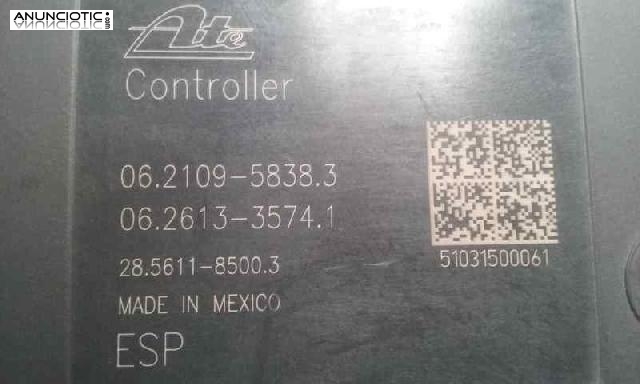 ANUNCIOTIC.com
Ate
Controller
06.2109-5838.3
06.2613-3574.1
28.5611-8500.3
51031500061
MADE IN MEXICO
ESP